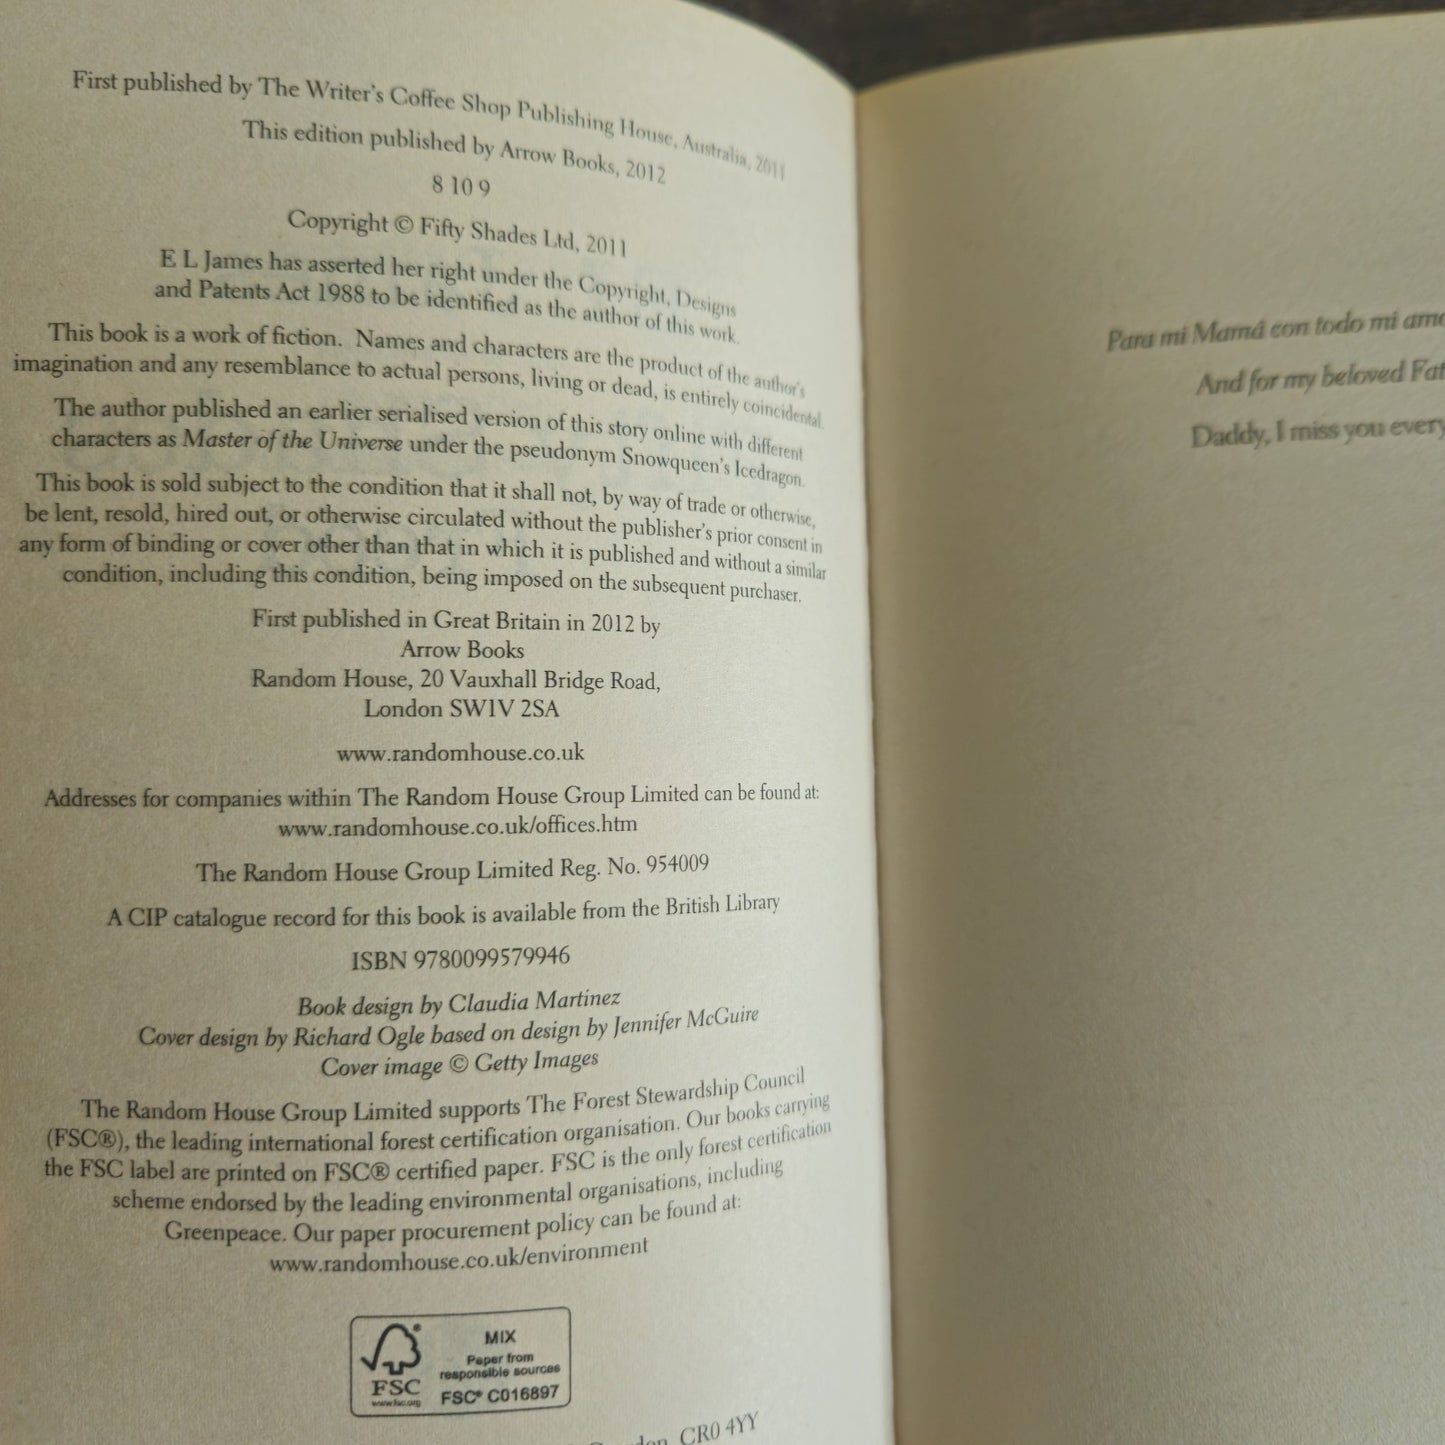 First published by The Writer's Coffee Shop Publishing House, Australia, 2011
This edition published by Arrow Books, 2012
8 10 9
Copyright © Fifty Shades Ltd, 2011
E L James has asserted her right under the Copyright, Designs
and Patents Act 1988 to be identified as the author of this work.
This book is a work of fiction. Names and characters are the product of the author's
imagination and any resemblance to actual persons, living or dead, is entirely coincidental.
The author published an earlier serialised version of this story online with different
characters as Master of the Universe under the pseudonym Snowqueen's Icedragon.
This book is sold subject to the condition that it shall not, by way of trade or otherwise,
be lent, resold, hired out, or otherwise circulated without the publisher's prior consent in
any form of binding or cover other than that in which it is published and without a similar
condition, including this condition, being imposed on the subsequent purchaser.
First published in Great Britain in 2012 by
Arrow Books
Random House, 20 Vauxhall Bridge Road,
London SW1V 2SA
www.randomhouse.co.uk
Addresses for companies within The Random House Group Limited can be found at:
www.randomhouse.co.uk/offices.htm
The Random House Group Limited Reg. No. 954009
A CIP catalogue record for this book is available from the British Library
ISBN 9780099579946
Book design by Claudia Martinez
Cover design by Richard Ogle based on design by Jennifer McGuire
Cover image © Getty Images
The Random House Group Limited supports The Forest Stewardship Council
(FSC®), the leading international forest certification organisation. Our books carrying
the FSC label are printed on FSC® certified paper. FSC is the only forest certification
scheme endorsed by the leading environmental organisations, including
Greenpeace. Our paper procurement policy can be found at:
www.randomhouse.co.uk/environment
FSC
www.fsc.org
MIX
Paper from
responsible sources
FSC® C016897
CR0 4YY
Para mi Mamá con todo mi
And for my beloved
Daddy, I miss you